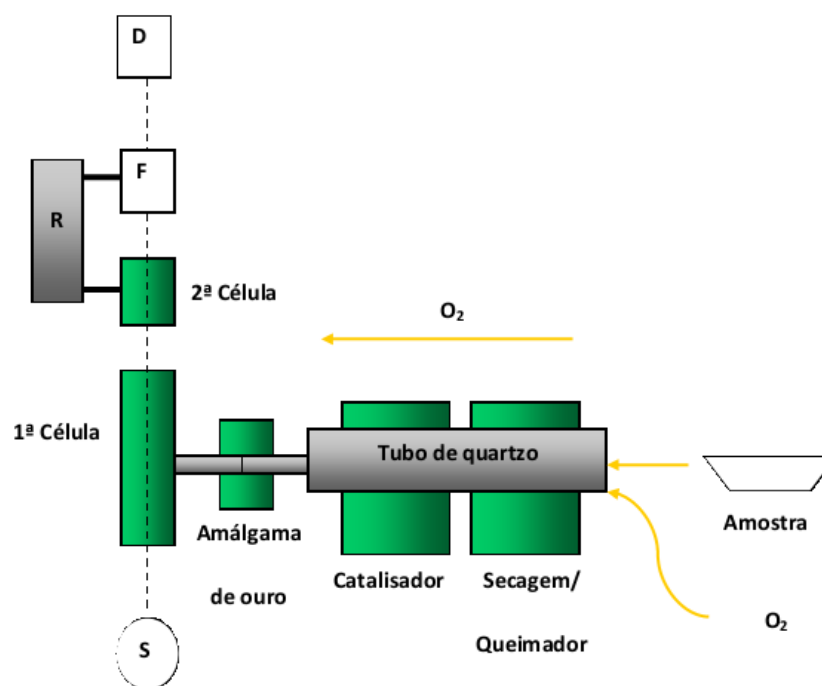 D
F
R
2ª Célula
O₂
1ª Célula
Tubo de quartzo
Amostra
Amálgama
de ouro
Catalisador
Secagem/
Queimador
O₂
S